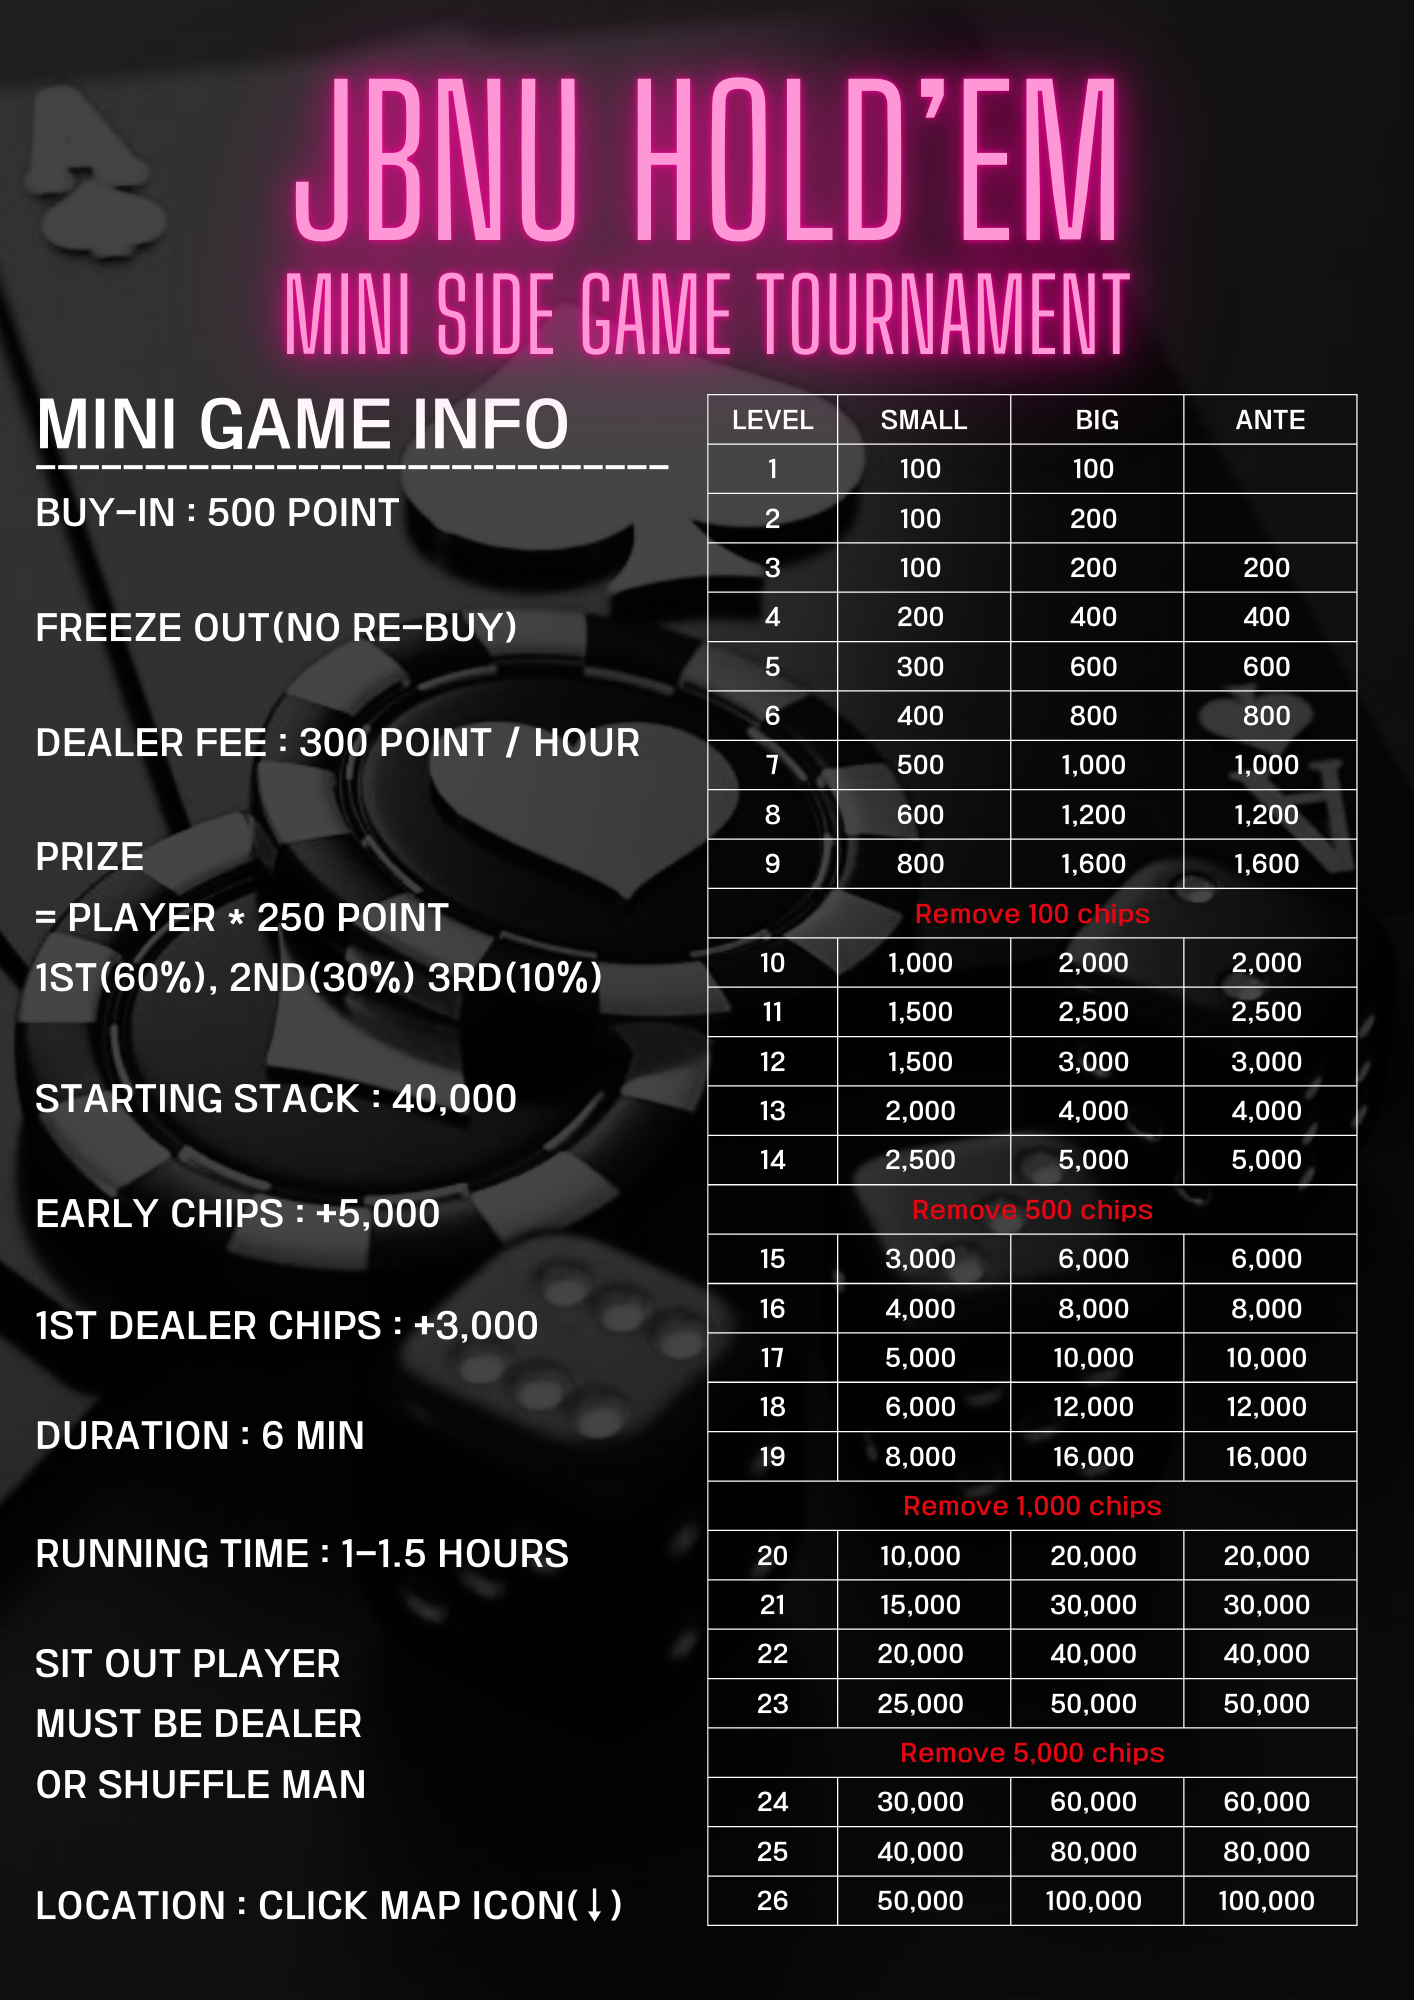 JBNU HOLD'EM
MINI SIDE GAME TOURNAMENT
MINI GAME INFO
BUY-IN : 500 POINT
FREEZE OUT(NO RE-BUY)
DEALER FEE : 300 POINT / HOUR
PRIZE
= PLAYER * 250 POINT
1ST(60%), 2ND(30%) 3RD(10%)
STARTING STACK : 40,000
EARLY CHIPS : +5,000
1ST DEALER CHIPS : +3,000
DURATION : 6 MIN
RUNNING TIME : 1-1.5 HOURS
SIT OUT PLAYER
MUST BE DEALER
OR SHUFFLE MAN
LOCATION : CLICK MAP ICON(↓)
LEVEL SMALL BIG ANTE
1 100 100
2 100 200
3 100 200 200
4 200 400 400
5 300 600 600
6 400 800 800
7 500 1,000 1,000
8 600 1,200 1,200
9 800 1,600 1,600
Remove 100 chips
10 1,000 2,000 2,000
11 1,500 2,500 2,500
12 1,500 3,000 3,000
13 2,000 4,000 4,000
14 2,500 5,000 5,000
Remove 500 chips
15 3,000 6,000 6,000
16 4,000 8,000 8,000
17 5,000 10,000 10,000
18 6,000 12,000 12,000
19 8,000 16,000 16,000
Remove 1,000 chips
20 10,000 20,000 20,000
21 15,000 30,000 30,000
22 20,000 40,000 40,000
23 25,000 50,000 50,000
Remove 5,000 chips
24 30,000 60,000 60,000
25 40,000 80,000 80,000
26 50,000 100,000 100,000
A
A